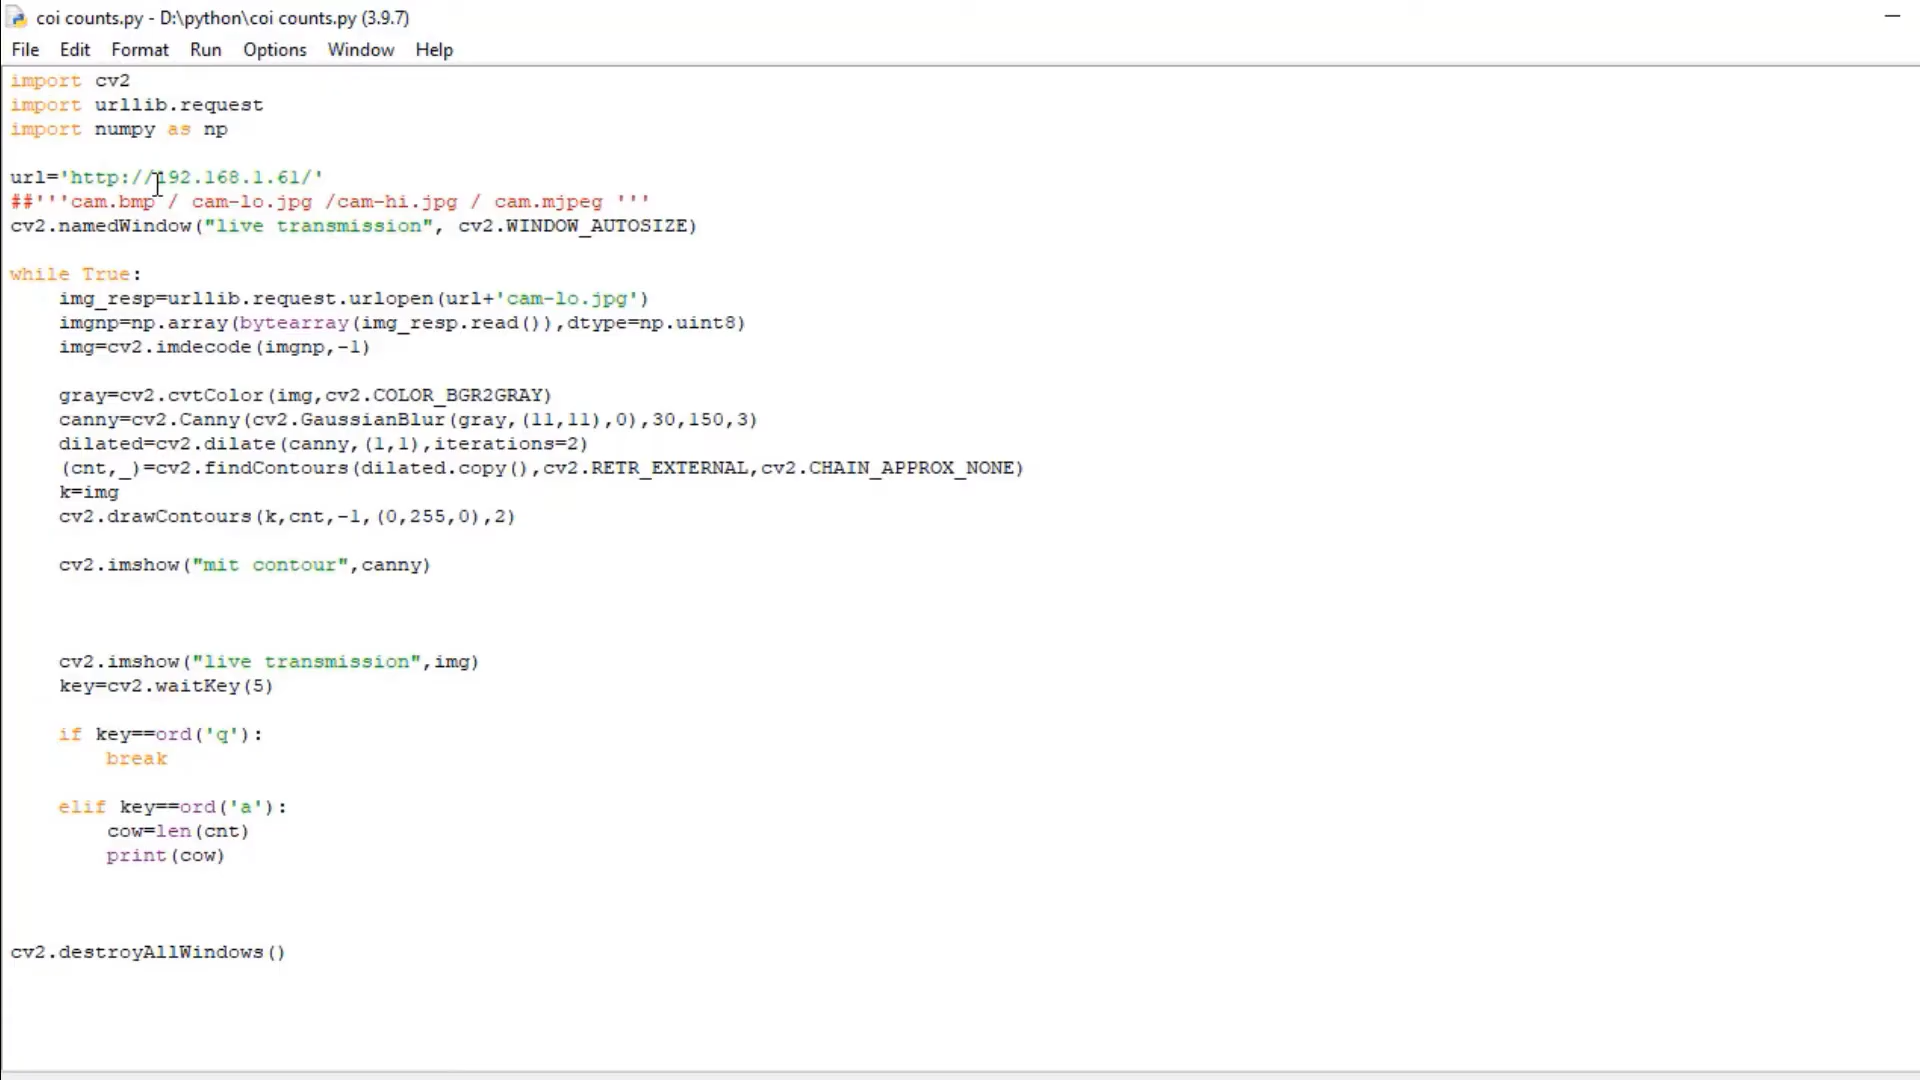 coi counts.py - D:\python\coi counts.py (3.9.7)
File Edit Format Run Options Window Help
import cv2
import urllib.request
import numpy as np
url='http://192.168.1.61/'
##'''cam.bmp / cam-lo.jpg /cam-hi.jpg / cam.mjpeg '''
cv2.namedWindow("live transmission", cv2.WINDOW_AUTOSIZE)
while True:
    img_resp=urllib.request.urlopen(url+'cam-lo.jpg')
    imgnp=np.array(bytearray(img_resp.read()),dtype=np.uint8)
    img=cv2.imdecode(imgnp,-1)
    gray=cv2.cvtColor(img,cv2.COLOR_BGR2GRAY)
    canny=cv2.Canny(cv2.GaussianBlur(gray,(11,11),0),30,150,3)
    dilated=cv2.dilate(canny,(1,1),iterations=2)
    (cnt,_)=cv2.findContours(dilated.copy(),cv2.RETR_EXTERNAL,cv2.CHAIN_APPROX_NONE)
    k=img
    cv2.drawContours(k,cnt,-1,(0,255,0),2)
    cv2.imshow("mit contour",canny)
    cv2.imshow("live transmission",img)
    key=cv2.waitKey(5)
    if key==ord('q'):
        break
    elif key==ord('a'):
        cow=len(cnt)
        print(cow)
cv2.destroyAllWindows()